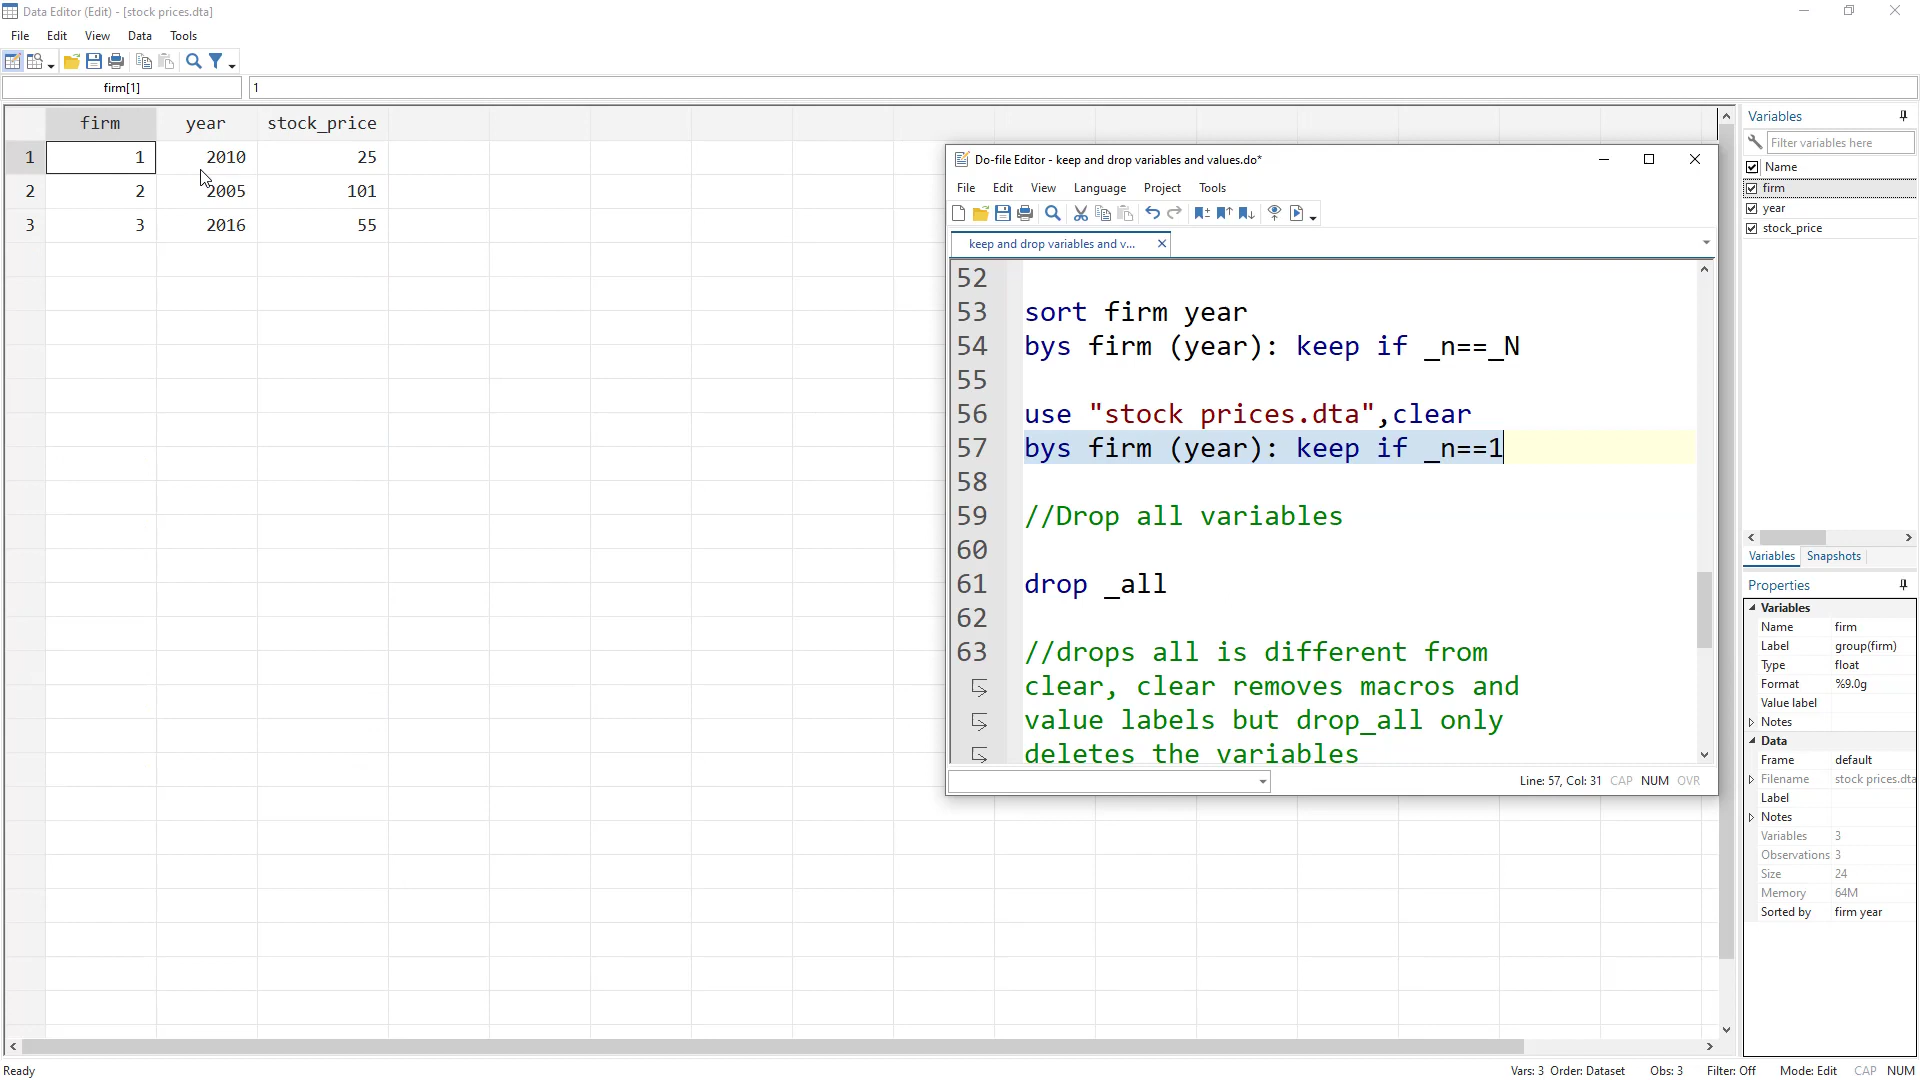 Data Editor (Edit) - [stock prices.dta]
File Edit View Data Tools
firm[1] 1
firm year stock_price
1 1 2010 25
2 2 2005 101
3 3 2016 55
Do-file Editor - keep and drop variables and values.do*
File Edit View Language Project Tools
keep and drop variables and v...
52
53 sort firm year
54 bys firm (year): keep if _n==_N
55
56 use "stock prices.dta",clear
57 bys firm (year): keep if _n==1
58
59 //Drop all variables
60
61 drop _all
62
63 //drops all is different from
clear, clear removes macros and
value labels but drop_all only
deletes the variables
Line: 57, Col: 31 CAP NUM OVR
Variables
Filter variables here
Name
firm
year
stock_price
Variables Snapshots
Properties
Variables
Name firm
Label group(firm)
Type float
Format %9.0g
Value label
Notes
Data
Frame default
Filename stock prices.dta
Label
Notes
Variables 3
Observations 3
Size 24
Memory 64M
Sorted by firm year
Ready Vars: 3 Order: Dataset Obs: 3 Filter: Off Mode: Edit CAP NUM